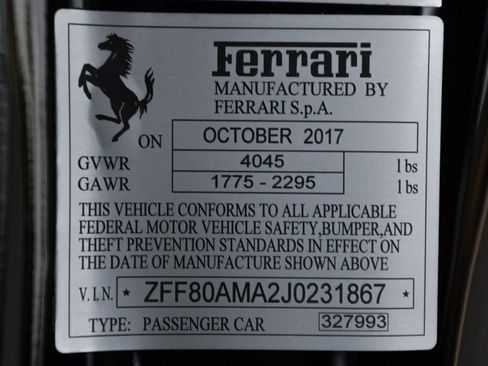 Ferrari
MANUFACTURED BY
FERRARI S.p.A.
ON OCTOBER 2017
GVWR 4045 lbs
GAWR 1775 - 2295 lbs
THIS VEHICLE CONFORMS TO ALL APPLICABLE
FEDERAL MOTOR VEHICLE SAFETY,BUMPER,AND
THEFT PREVENTION STANDARDS IN EFFECT ON
THE DATE OF MANUFACTURE SHOWN ABOVE
V.I.N. * ZFF80AMA2J0231867 *
TYPE: PASSENGER CAR 327993